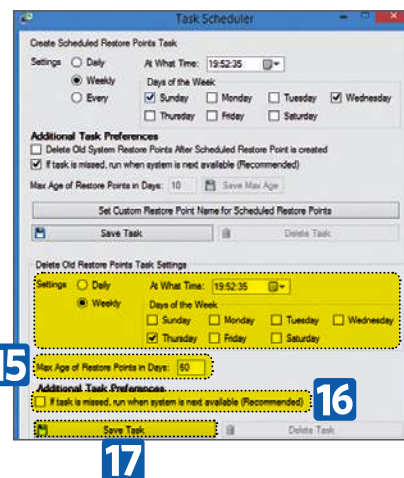 Task Scheduler
Create Scheduled Restore Points Task
Settings Daily At What Time: 19:52:35
Weekly Days of the Week
Every Sunday Monday Tuesday Wednesday
Thursday Friday Saturday
Additional Task Preferences
Delete Old System Restore Points After Scheduled Restore Point is created
If task is missed, run when system is next available (Recommended)
Max Age of Restore Points in Days: 10 Save Max Age
Set Custom Restore Point Name for Scheduled Restore Points
Save Task Delete Task
Delete Old Restore Points Task Settings
Settings Daily At What Time: 19:52:35
Weekly Days of the Week
Sunday Monday Tuesday Wednesday
Thursday Friday Saturday
15 Max Age of Restore Points in Days: 60
Additional Task Preferences
If task is missed, run when system is next available (Recommended) 16
Save Task Delete Task
17